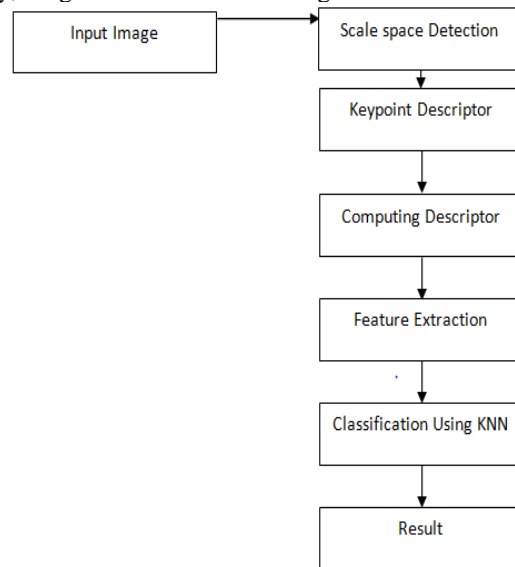 Input Image
Scale space Detection
Keypoint Descriptor
Computing Descriptor
Feature Extraction
Classification Using KNN
Result